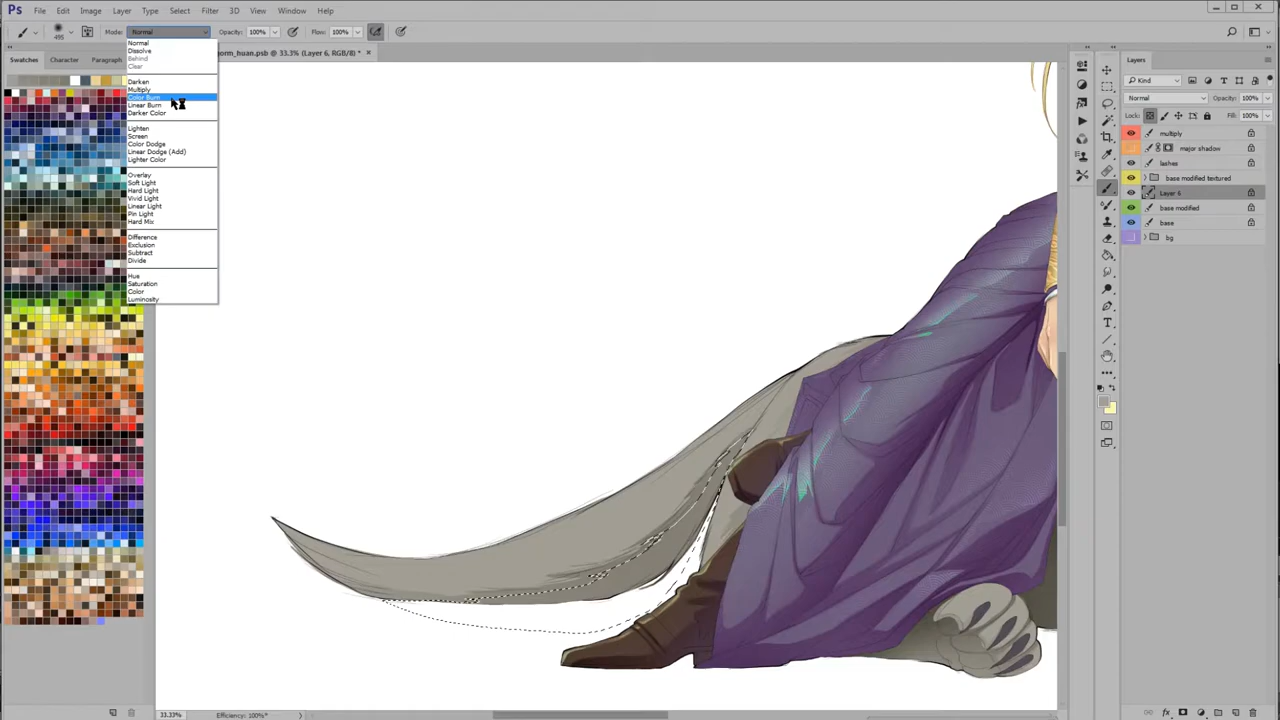 Ps File Edit Image Layer Type Select Filter 3D View Window Help
495 Mode: Normal Opacity: 100% Flow: 100%
Swatches Character Paragraph
gorm_huan.psb @ 33.3% (Layer 6, RGB/8) *
Normal
Dissolve
Behind
Clear
Darken
Multiply
Color Burn
Linear Burn
Darker Color
Lighten
Screen
Color Dodge
Linear Dodge (Add)
Lighter Color
Overlay
Soft Light
Hard Light
Vivid Light
Linear Light
Pin Light
Hard Mix
Difference
Exclusion
Subtract
Divide
Hue
Saturation
Color
Luminosity
Layers
Kind
Normal Opacity: 100%
Lock: Fill: 100%
multiply
major shadow
lashes
base modified textured
Layer 6
base modified
base
bg
33.33% Efficiency: 100%*